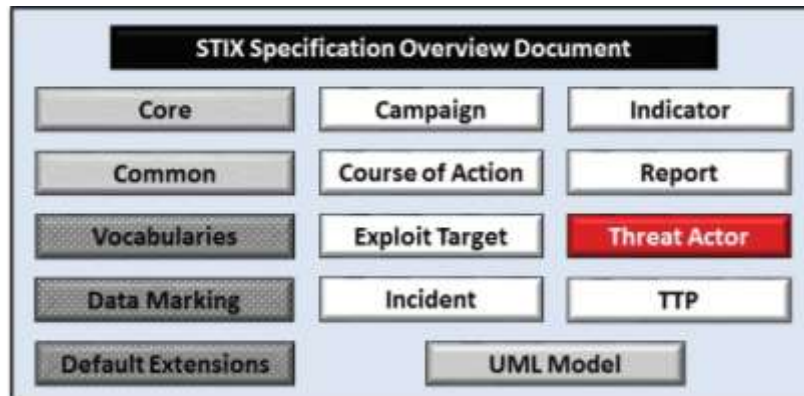 STIX Specification Overview Document
Core
Campaign
Indicator
Common
Course of Action
Report
Vocabularies
Exploit Target
Threat Actor
Data Marking
Incident
TTP
Default Extensions
UML Model